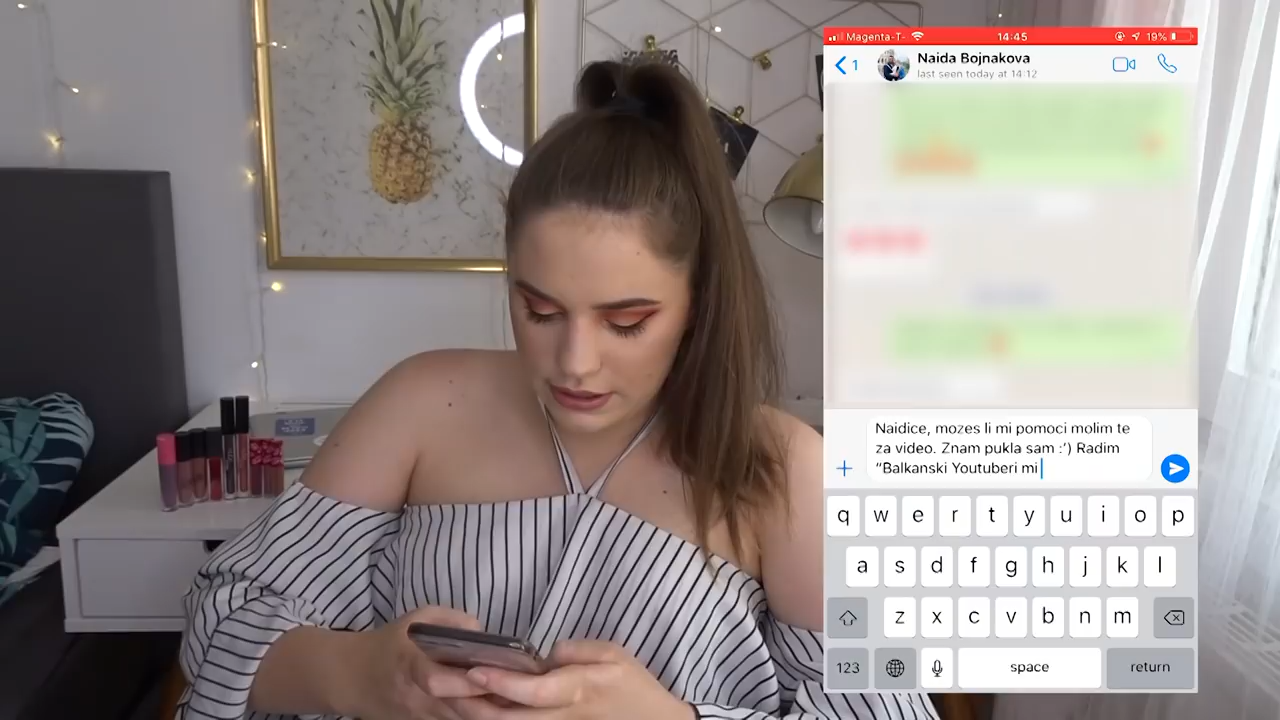 Magenta-T- 14:45 19%
1 Naida Bojnakova
last seen today at 14:12
Naidice, mozes li mi pomoci molim te
za video. Znam pukla sam :’) Radim
“Balkanski Youtuberi mi
q w e r t y u i o p
a s d f g h j k l
z x c v b n m
123 space return